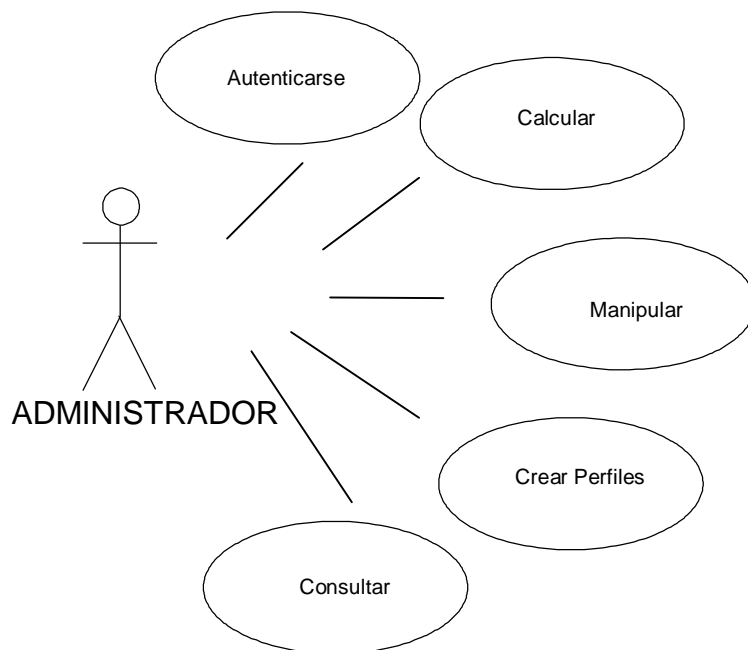 Autenticarse
Calcular
Manipular
ADMINISTRADOR
Crear Perfiles
Consultar